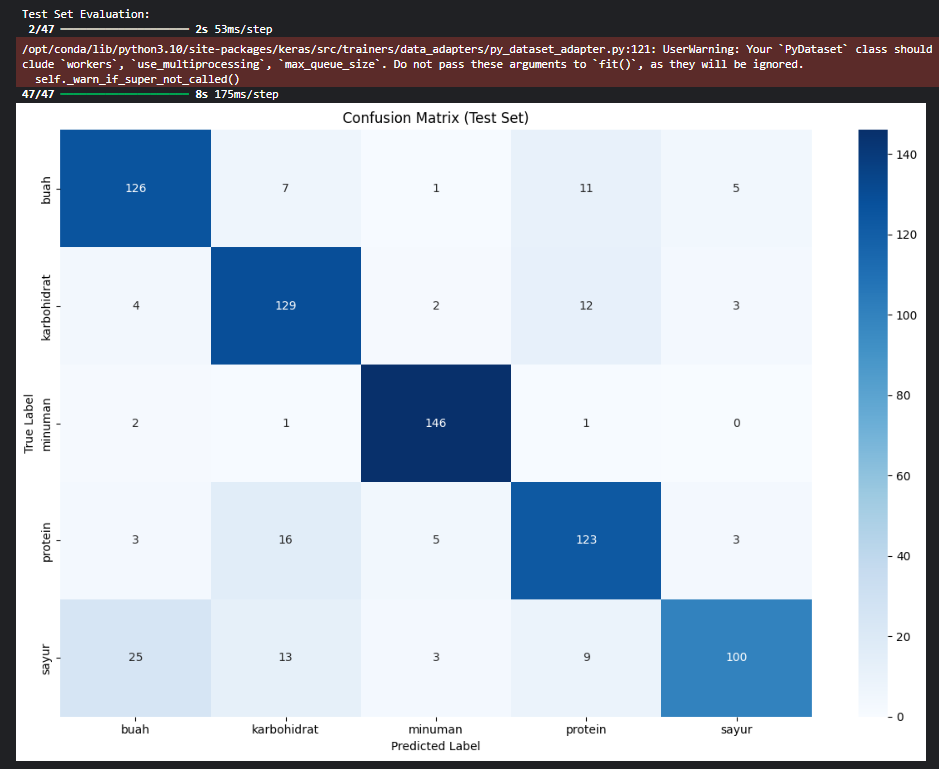 Test Set Evaluation:
2/47 ━━━━━━━━━━━━━━━━━━━━ 2s 53ms/step
/opt/conda/lib/python3.10/site-packages/keras/src/trainers/data_adapters/py_dataset_adapter.py:121: UserWarning: Your `PyDataset` class should
clude `workers`, `use_multiprocessing`, `max_queue_size`. Do not pass these arguments to `fit()`, as they will be ignored.
self._warn_if_super_not_called()
47/47 ━━━━━━━━━━━━━━━━━━━━ 8s 175ms/step
Confusion Matrix (Test Set)
True Label
buah 126 7 1 11 5
karbohidrat 4 129 2 12 3
minuman 2 1 146 1 0
protein 3 16 5 123 3
sayur 25 13 3 9 100
buah karbohidrat minuman protein sayur
Predicted Label
140
120
100
80
60
40
20
0